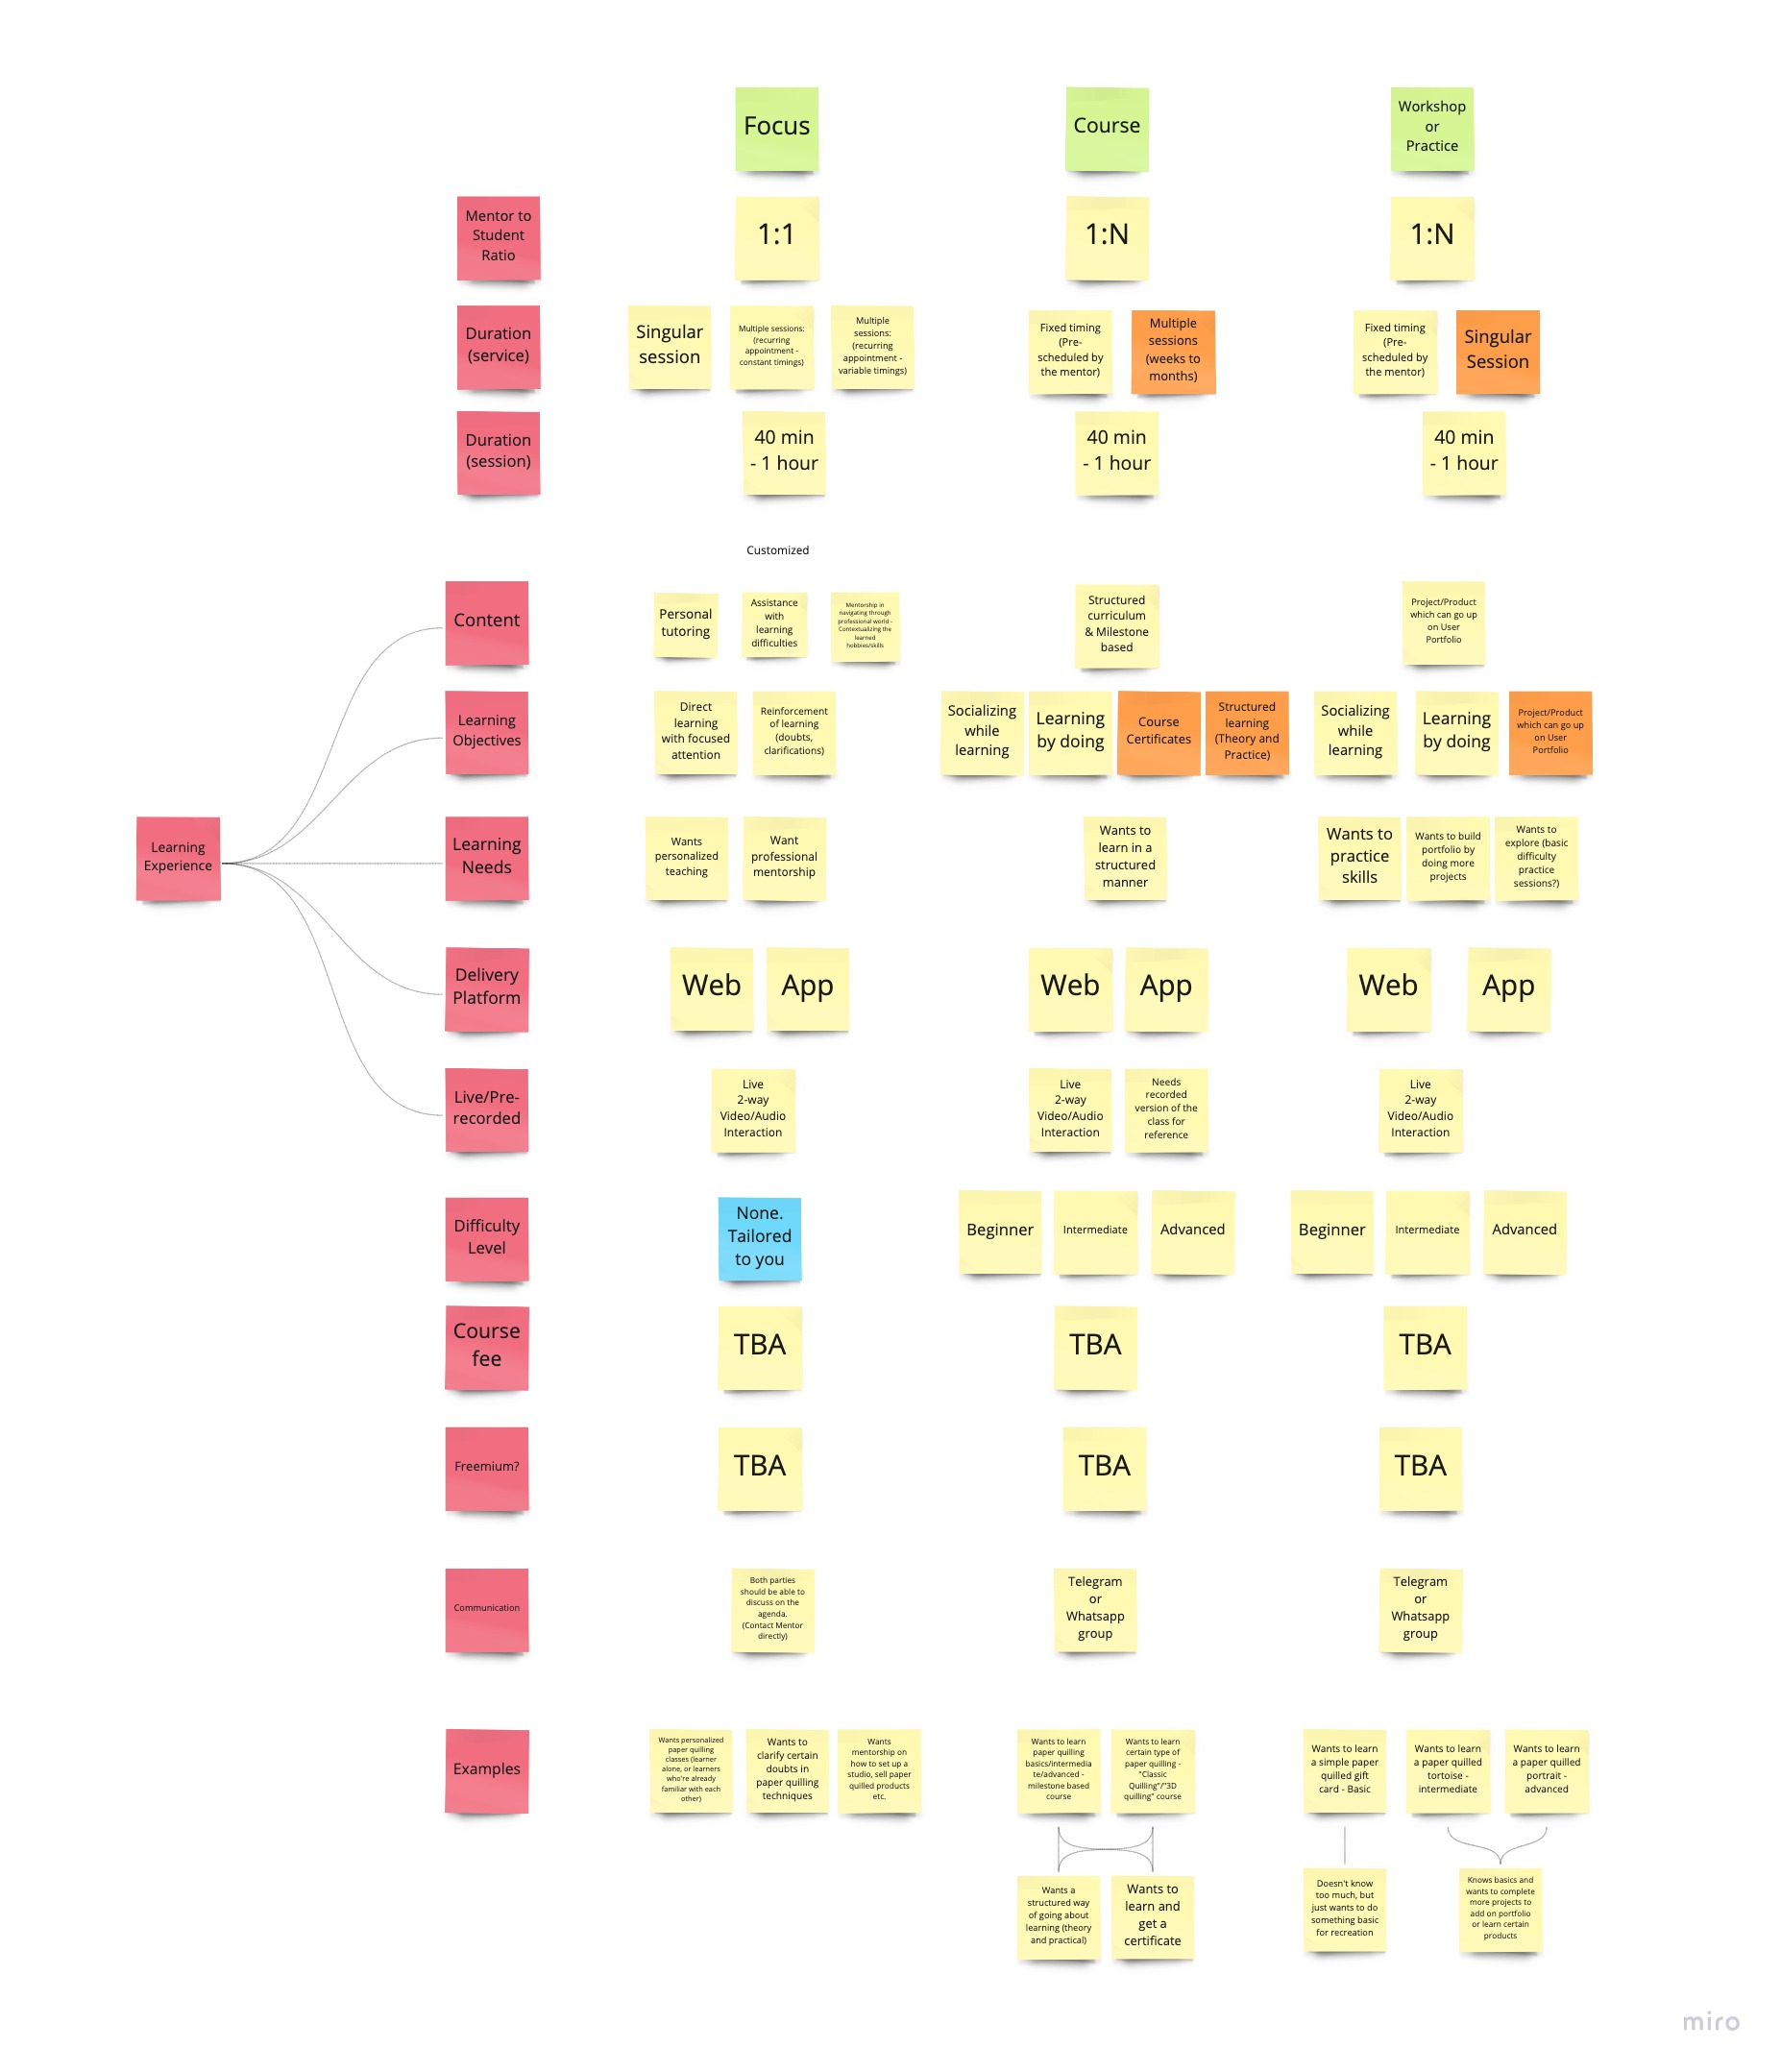 Focus
Course
Workshop
or
Practice
Mentor to
Student
Ratio
1:1
1:N
1:N
Duration
(service)
Singular
session
Multiple sessions:
(recurring
appointment -
constant timings)
Multiple
sessions:
(recurring
appointment -
variable timings)
Fixed timing
(Pre-
scheduled by
the mentor)
Multiple
sessions
(weeks to
months)
Fixed timing
(Pre-
scheduled by
the mentor)
Singular
Session
Duration
(session)
40 min
- 1 hour
40 min
- 1 hour
40 min
- 1 hour
Customized
Content
Personal
tutoring
Assistance
with
learning
difficulties
Mentorship in
navigating through
professional world -
Contextualizing the
learned
hobbies/skills
Structured
curriculum
& Milestone
based
Project/Product
which can go up
on User
Portfolio
Learning
Objectives
Direct
learning
with focused
attention
Reinforcement
of learning
(doubts,
clarifications)
Socializing
while
learning
Learning
by doing
Course
Certificates
Structured
learning
(Theory and
Practice)
Socializing
while
learning
Learning
by doing
Project/Product
which can go up
on User
Portfolio
Learning
Experience
Learning
Needs
Wants
personalized
teaching
Want
professional
mentorship
Wants to
learn in a
structured
manner
Wants to
practice
skills
Wants to build
portfolio by
doing more
projects
Wants to
explore (basic
difficulty
practice
sessions?)
Delivery
Platform
Web
App
Web
App
Web
App
Live/Pre-
recorded
Live
2-way
Video/Audio
Interaction
Live
2-way
Video/Audio
Interaction
Needs
recorded
version of the
class for
reference
Live
2-way
Video/Audio
Interaction
Difficulty
Level
None.
Tailored
to you
Beginner
Intermediate
Advanced
Beginner
Intermediate
Advanced
Course
fee
TBA
TBA
TBA
Freemium?
TBA
TBA
TBA
Communication
Both parties
should be able to
discuss on the
agenda.
(Contact Mentor
directly)
Telegram
or
Whatsapp
group
Telegram
or
Whatsapp
group
Examples
Wants personalized
paper quilling
classes (learner
alone, or learners
who're already
familiar with each
other)
Wants to
clarify certain
doubts in
paper quilling
techniques
Wants
mentorship on
how to set up a
studio, sell paper
quilled products
etc.
Wants to learn
paper quilling
basics/intermedia
te/advanced -
milestone based
course
Wants to learn
certain type of
paper quilling -
"Classic
Quilling"/"3D
quilling" course
Wants to learn
a simple paper
quilled gift
card - Basic
Wants to learn
a paper quilled
tortoise -
intermediate
Wants to learn
a paper quilled
portrait -
advanced
Wants a
structured way
of going about
learning (theory
and practical)
Wants to
learn and
get a
certificate
Doesn't know
too much, but
just wants to do
something basic
for recreation
Knows basics and
wants to complete
more projects to
add on portfolio
or learn certain
products
miro